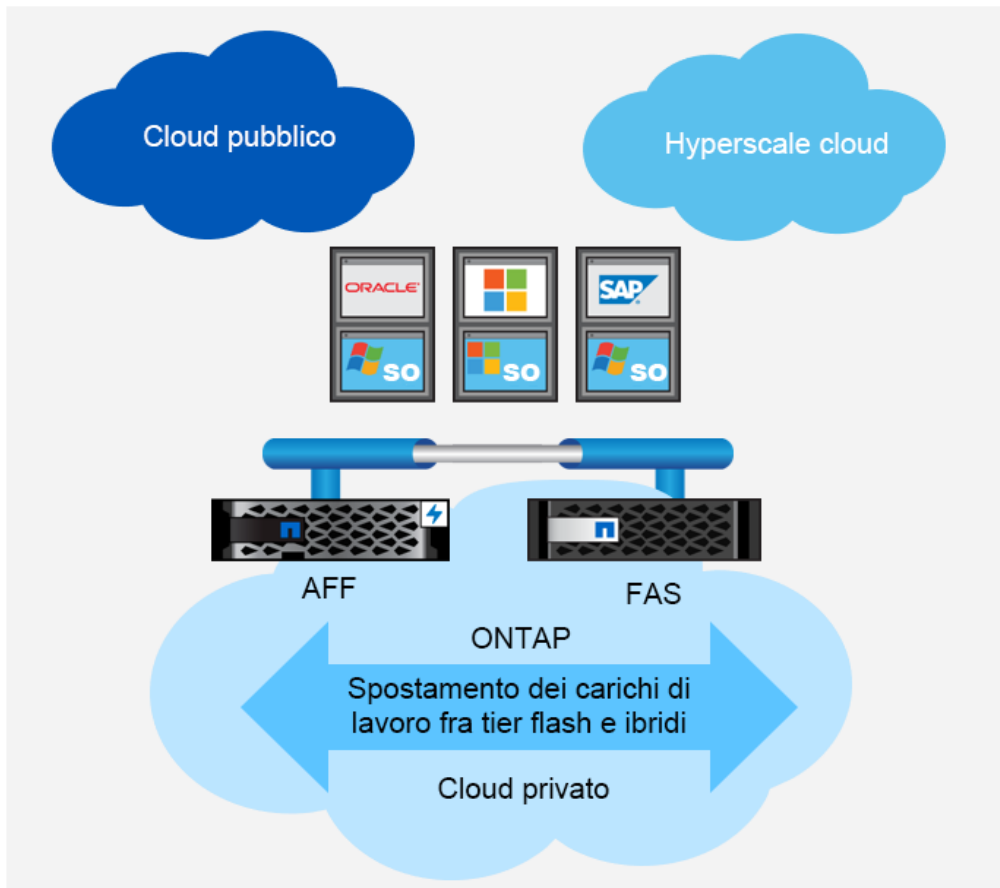 Cloud pubblico
Hyperscale cloud
ORACLE
SAP
so
so
so
AFF
FAS
ONTAP
Spostamento dei carichi di
lavoro fra tier flash e ibridi
Cloud privato